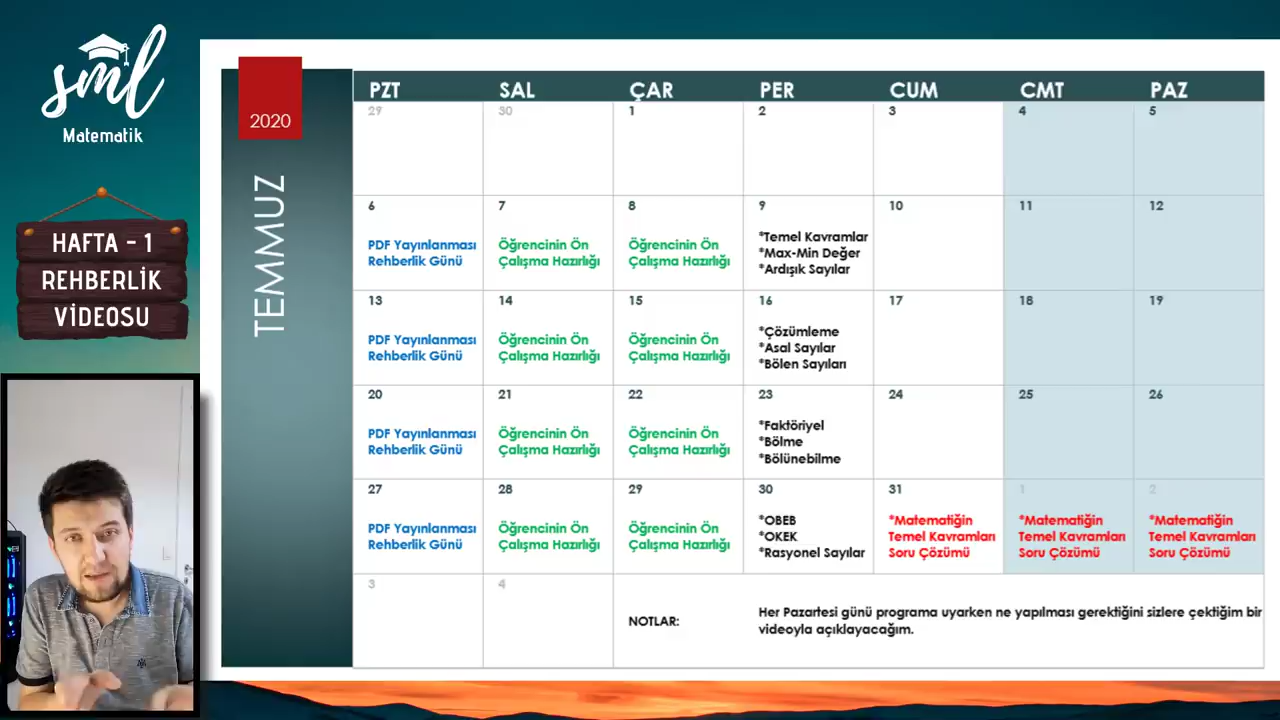 sml
Matematik
HAFTA - 1
REHBERLİK
VİDEOSU
2020
TEMMUZ
PZT SAL ÇAR PER CUM CMT PAZ
29 30 1 2 3 4 5
6 7 8 9 10 11 12
PDF Yayınlanması
Rehberlik Günü
Öğrencinin Ön
Çalışma Hazırlığı
Öğrencinin Ön
Çalışma Hazırlığı
*Temel Kavramlar
*Max-Min Değer
*Ardışık Sayılar
13 14 15 16 17 18 19
PDF Yayınlanması
Rehberlik Günü
Öğrencinin Ön
Çalışma Hazırlığı
Öğrencinin Ön
Çalışma Hazırlığı
*Çözümleme
*Asal Sayılar
*Bölen Sayıları
20 21 22 23 24 25 26
PDF Yayınlanması
Rehberlik Günü
Öğrencinin Ön
Çalışma Hazırlığı
Öğrencinin Ön
Çalışma Hazırlığı
*Faktöriyel
*Bölme
*Bölünebilme
27 28 29 30 31 1 2
PDF Yayınlanması
Rehberlik Günü
Öğrencinin Ön
Çalışma Hazırlığı
Öğrencinin Ön
Çalışma Hazırlığı
*OBEB
*OKEK
*Rasyonel Sayılar
*Matematiğin
Temel Kavramları
Soru Çözümü
*Matematiğin
Temel Kavramları
Soru Çözümü
*Matematiğin
Temel Kavramları
Soru Çözümü
3 4
NOTLAR:
Her Pazartesi günü programa uyarken ne yapılması gerektiğini sizlere çektiğim bir
videoyla açıklayacağım.